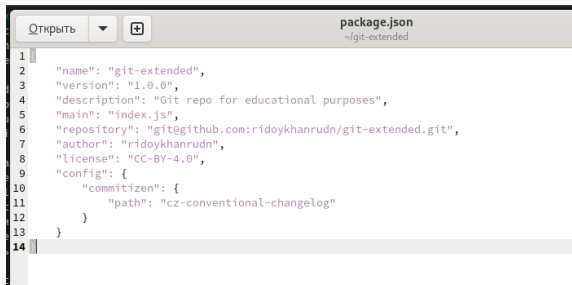 Открыть
package.json
~/git-extended
1 {
2 "name": "git-extended",
3 "version": "1.0.0",
4 "description": "Git repo for educational purposes",
5 "main": "index.js",
6 "repository": "git@github.com:ridoykhanrudn/git-extended.git",
7 "author": "ridoykhanrudn",
8 "license": "CC-BY-4.0",
9 "config": {
10 "commitizen": {
11 "path": "cz-conventional-changelog"
12 }
13 }
14 }